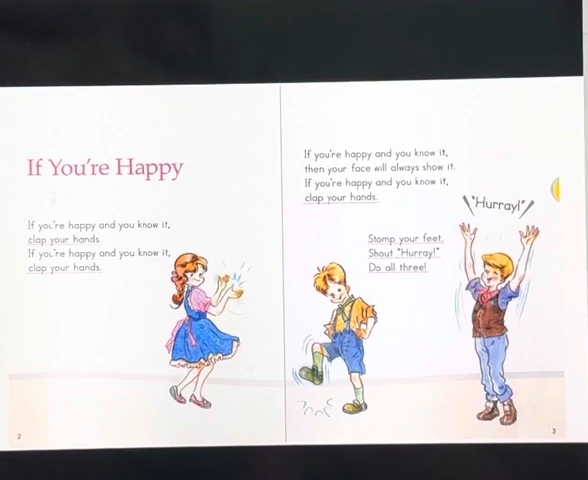 If You're Happy
If you're happy and you know it,
clap your hands.
If you're happy and you know it,
clap your hands.
2
If you're happy and you know it,
then your face will always show it.
If you're happy and you know it,
clap your hands.
"Hurray!"
Stomp your feet.
Shout "Hurray!"
Do all three!
3